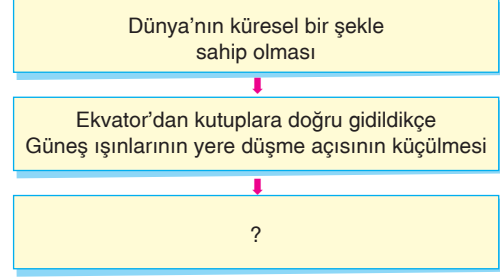 Dünya’nın küresel bir şekle
sahip olması
Ekvator’dan kutuplara doğru gidildikçe
Güneş ışınlarının yere düşme açısının küçülmesi
?